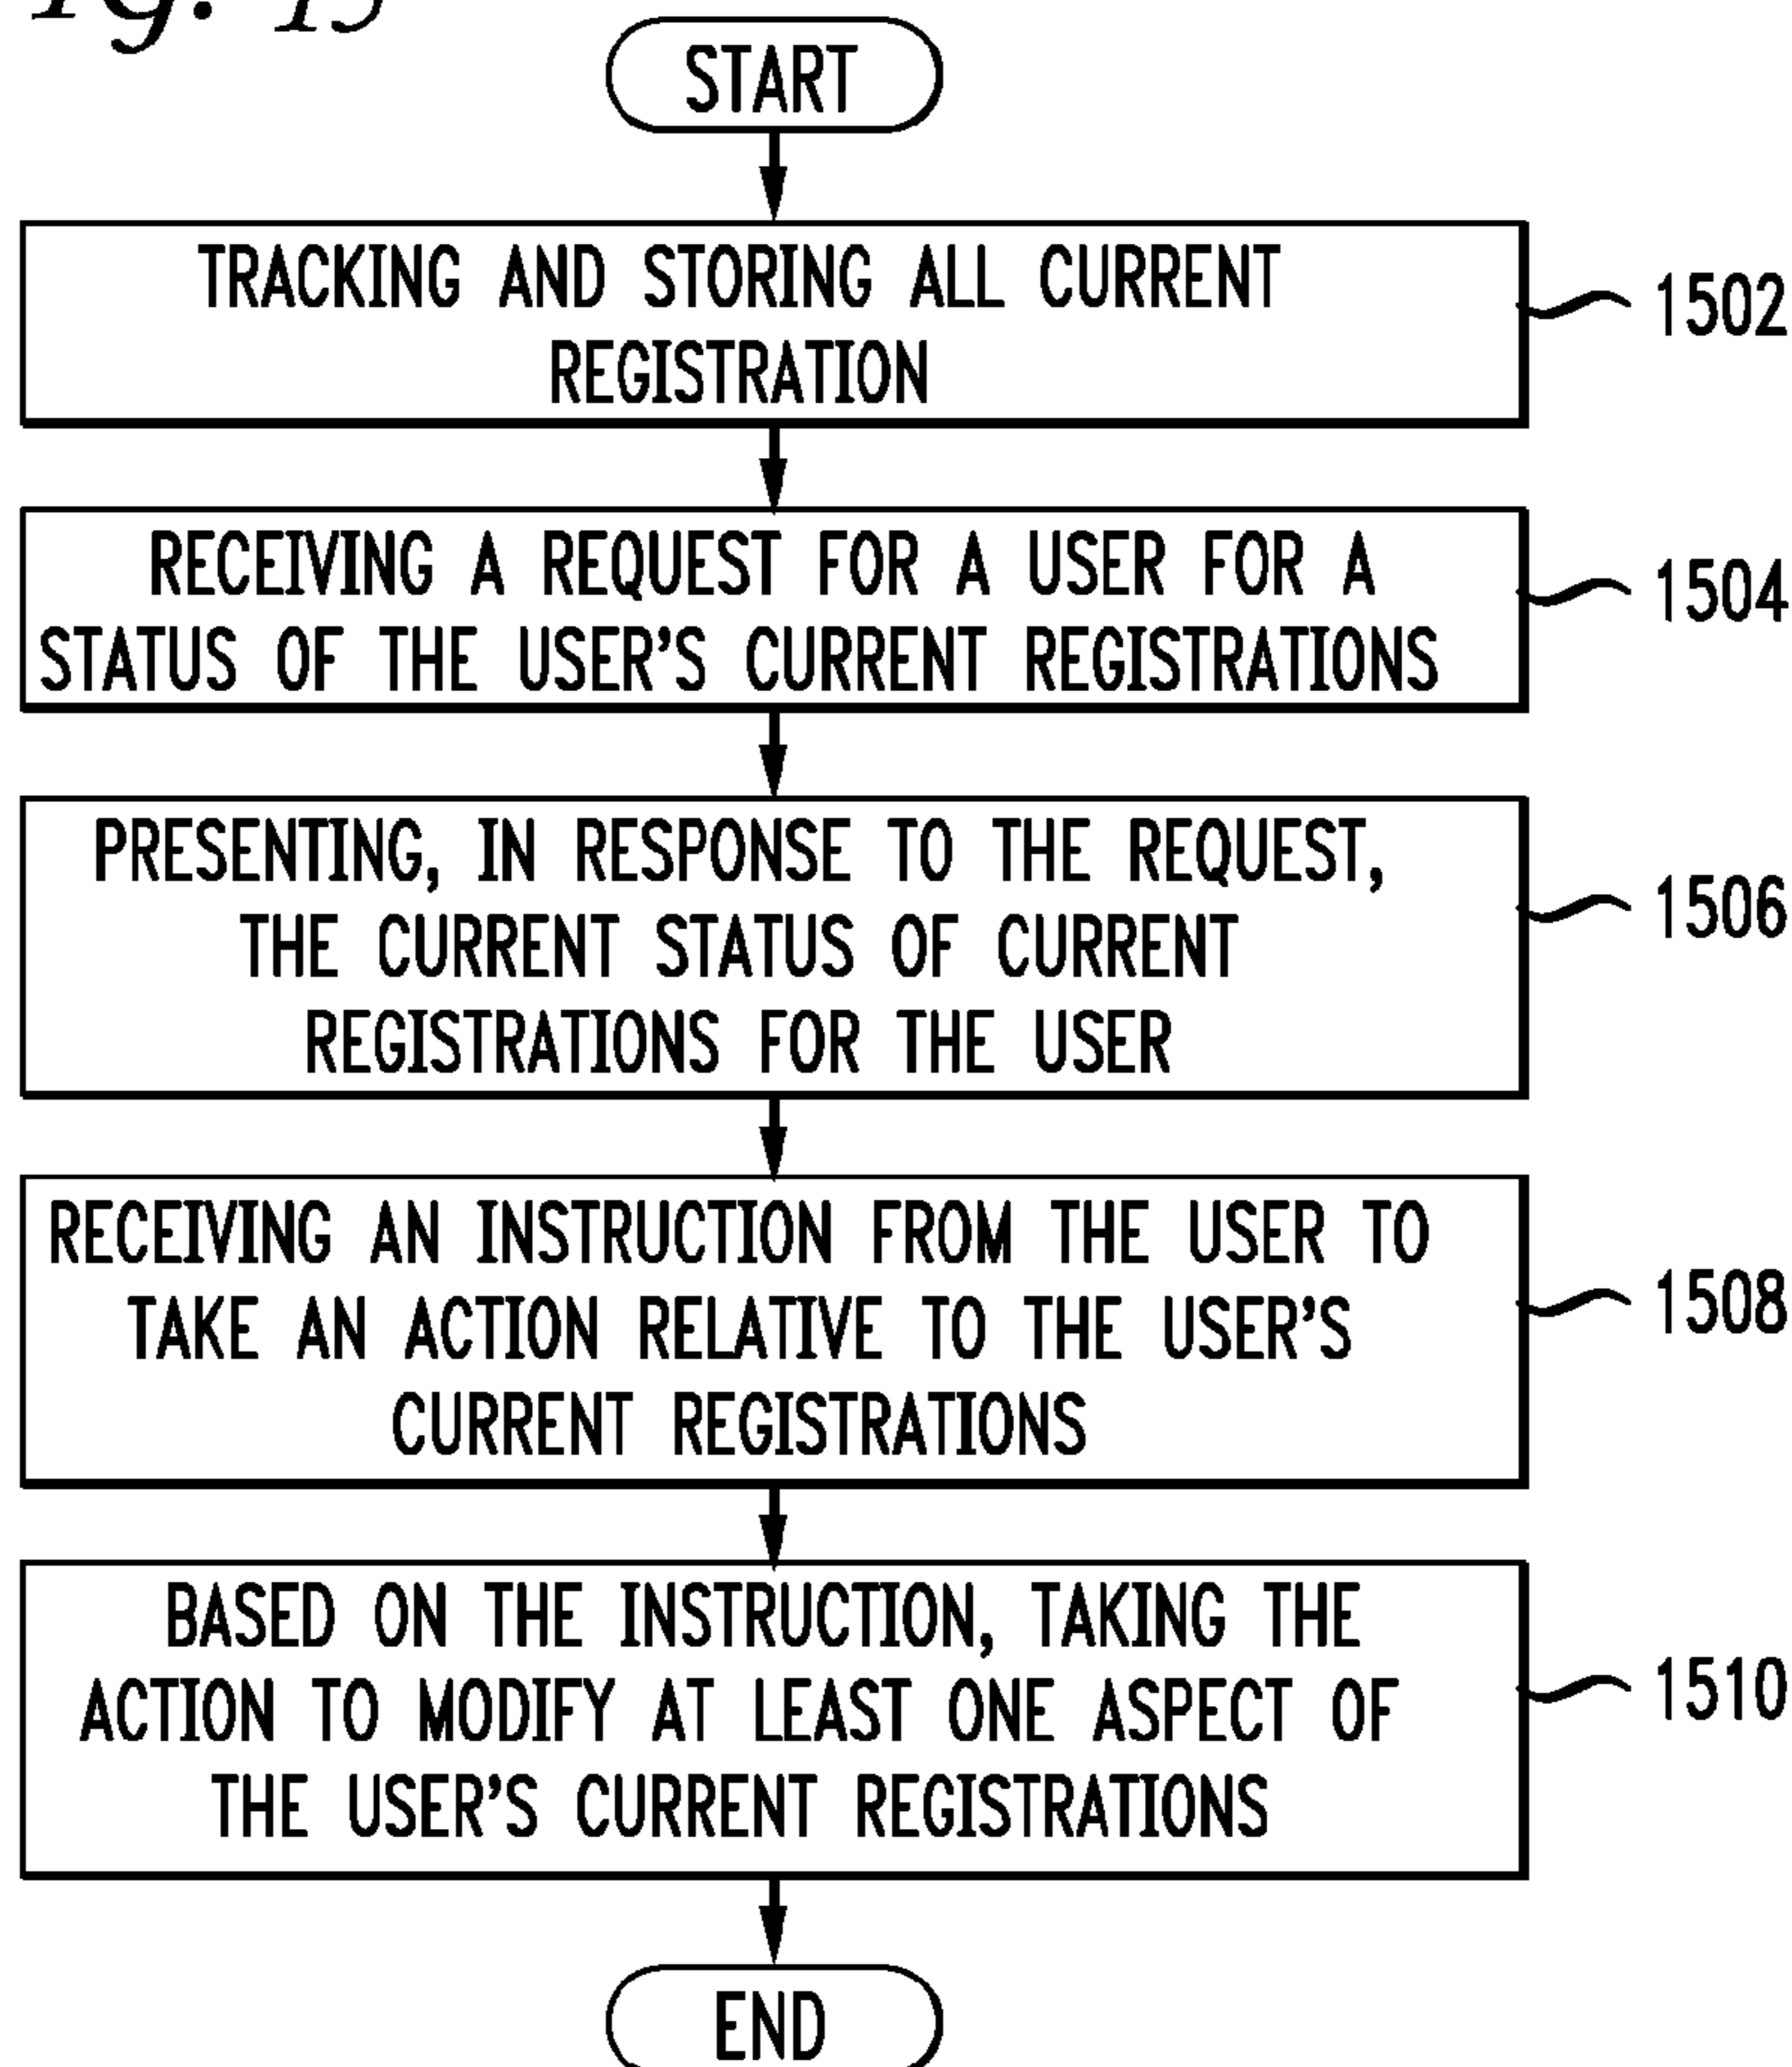 START
TRACKING AND STORING ALL CURRENT
REGISTRATION
1502
RECEIVING A REQUEST FOR A USER FOR A
STATUS OF THE USER'S CURRENT REGISTRATIONS
1504
PRESENTING, IN RESPONSE TO THE REQUEST,
THE CURRENT STATUS OF CURRENT
REGISTRATIONS FOR THE USER
1506
RECEIVING AN INSTRUCTION FROM THE USER TO
TAKE AN ACTION RELATIVE TO THE USER'S
CURRENT REGISTRATIONS
1508
BASED ON THE INSTRUCTION, TAKING THE
ACTION TO MODIFY AT LEAST ONE ASPECT OF
THE USER'S CURRENT REGISTRATIONS
1510
END